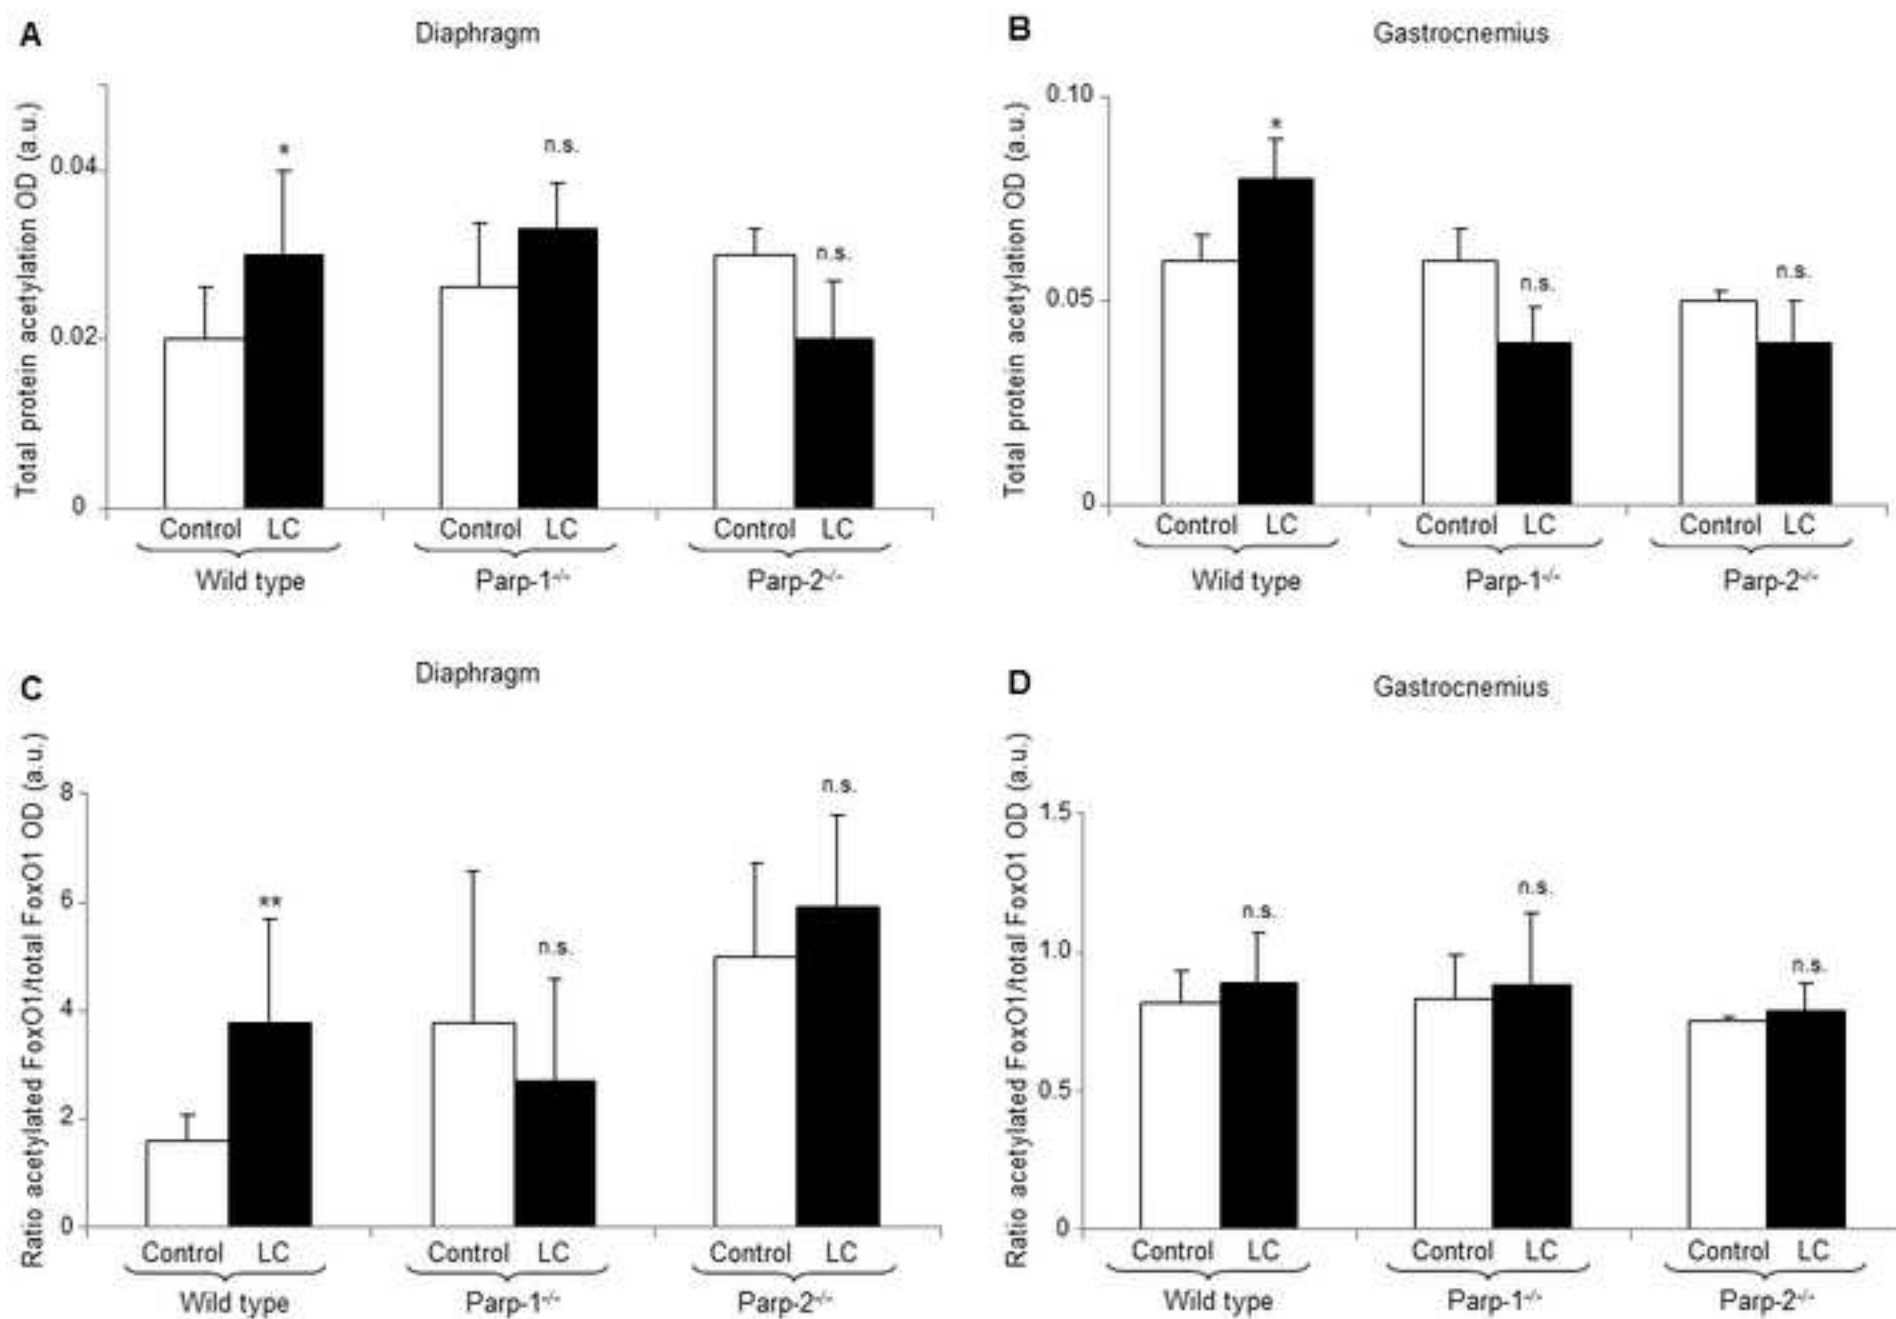 A
Diaphragm
Total protein acetylation OD (a.u.)
0.04
0.02
0
*
n.s.
n.s.
Control LC Control LC Control LC
Wild type Parp-1-/- Parp-2-/-
B
Gastrocnemius
Total protein acetylation OD (a.u.)
0.10
0.05
0
*
n.s.
n.s.
Control LC Control LC Control LC
Wild type Parp-1-/- Parp-2-/-
C
Diaphragm
Ratio acetylated FoxO1/total FoxO1 OD (a.u.)
8
6
4
2
0
**
n.s.
n.s.
Control LC Control LC Control LC
Wild type Parp-1-/- Parp-2-/-
D
Gastrocnemius
Ratio acetylated FoxO1/total FoxO1 OD (a.u.)
1.5
1.0
0.5
0
n.s.
n.s.
n.s.
Control LC Control LC Control LC
Wild type Parp-1-/- Parp-2-/-